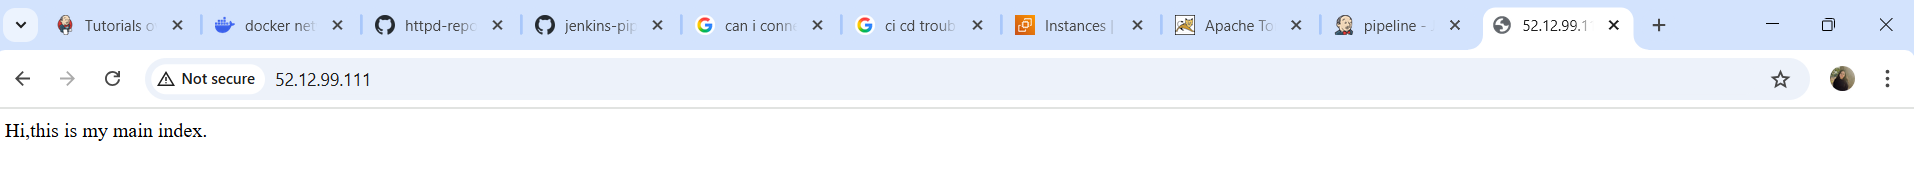 Tutorials o
docker net
httpd-repo
jenkins-pip
can i conn
ci cd troub
Instances |
Apache To
pipeline -
52.12.99.1
Not secure
52.12.99.111
Hi,this is my main index.